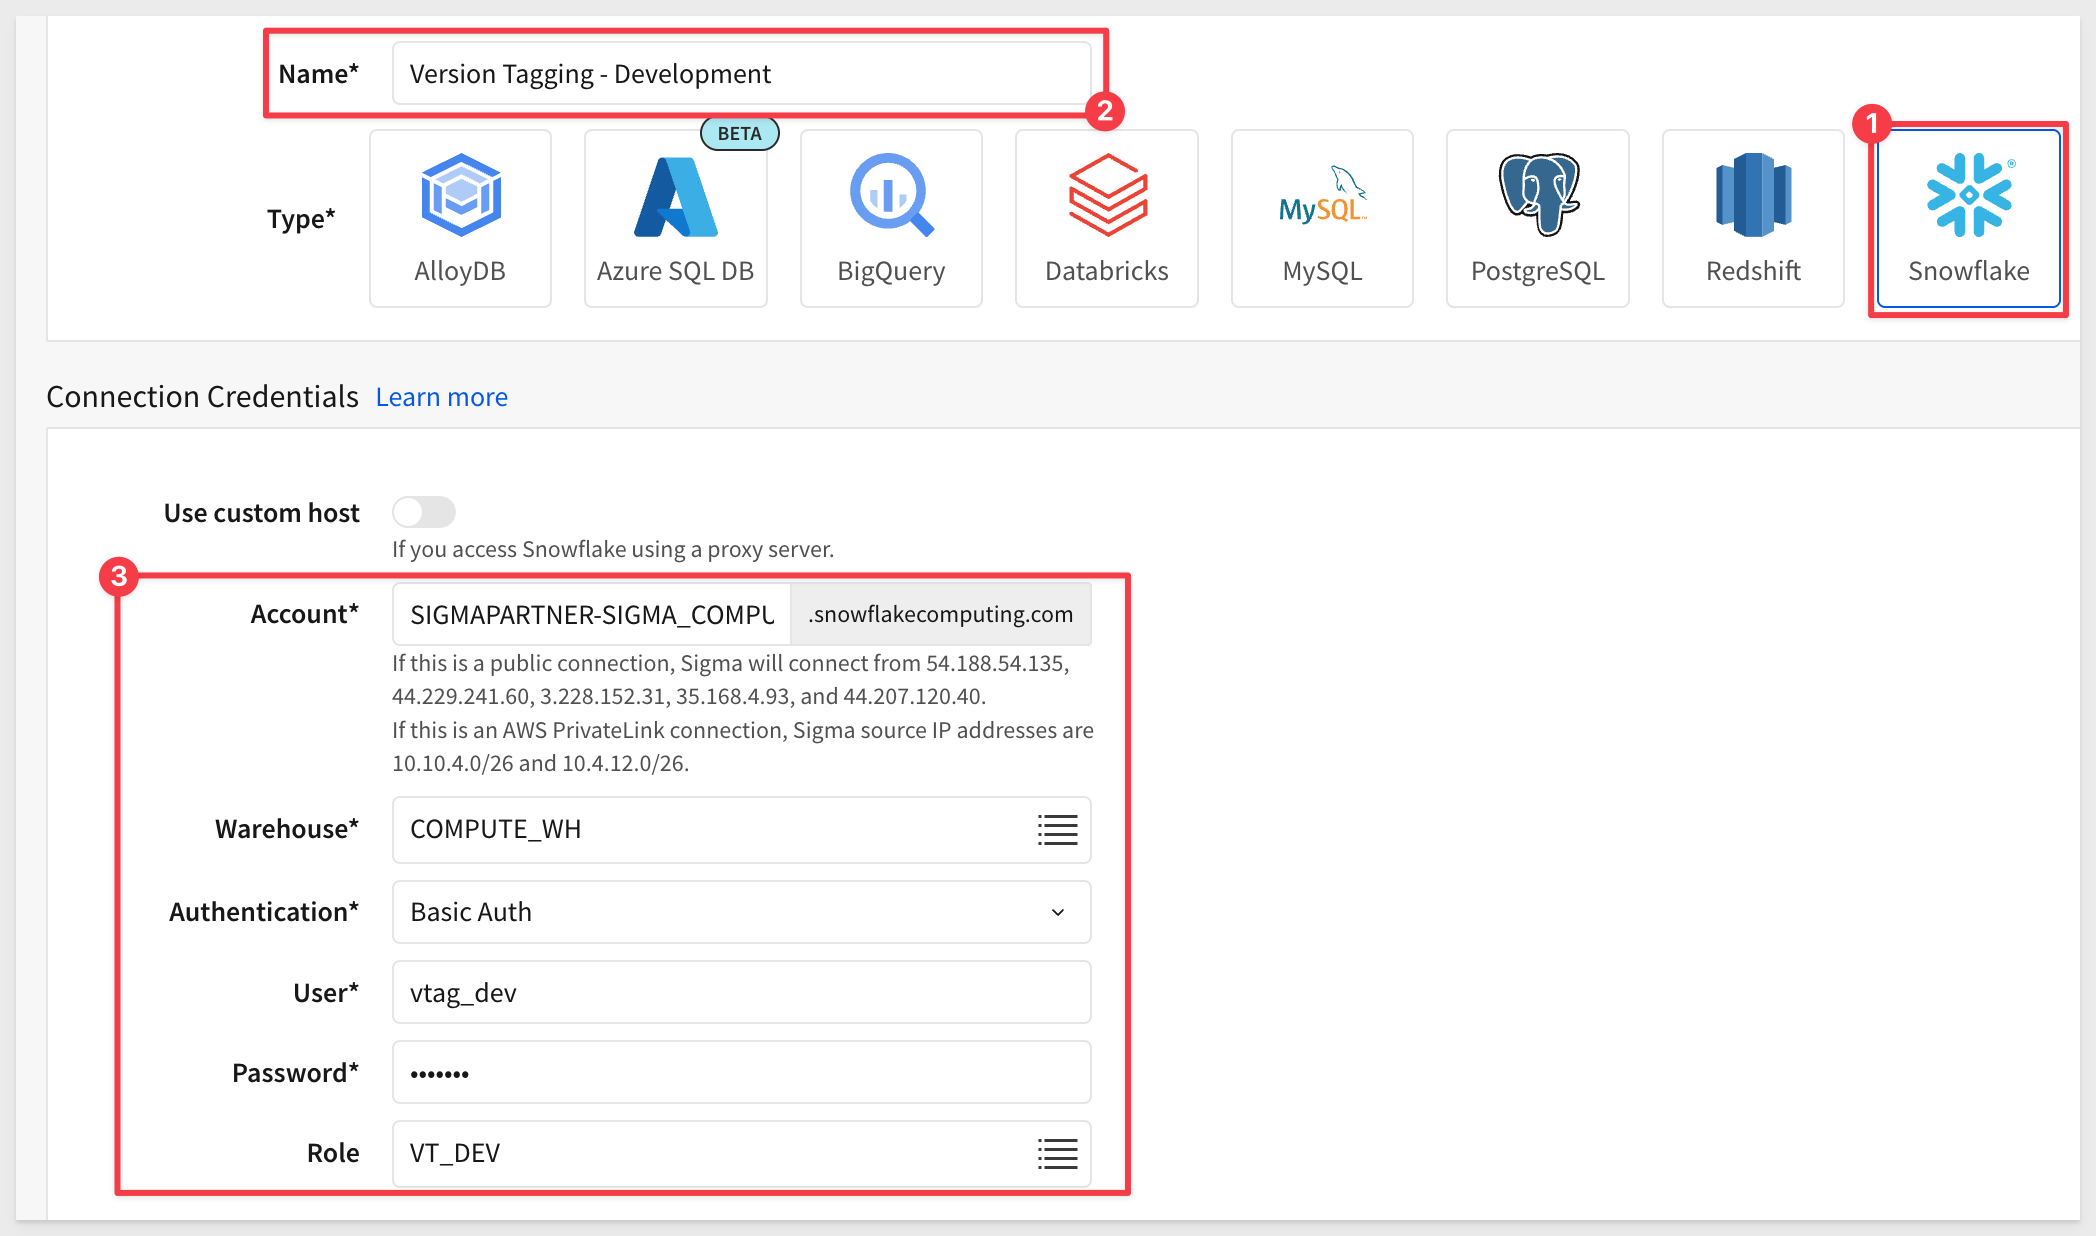 Name*
Version Tagging - Development
2
1
BETA
Type*
MySQL™
®
AlloyDB
Azure SQL DB
BigQuery
Databricks
MySQL
PostgreSQL
Redshift
Snowflake
Connection Credentials Learn more
Use custom host
If you access Snowflake using a proxy server.
3
Account*
SIGMAPARTNER-SIGMA_COMPU
.snowflakecomputing.com
If this is a public connection, Sigma will connect from 54.188.54.135,
44.229.241.60, 3.228.152.31, 35.168.4.93, and 44.207.120.40.
If this is an AWS PrivateLink connection, Sigma source IP addresses are
10.10.4.0/26 and 10.4.12.0/26.
Warehouse*
COMPUTE_WH
Authentication*
Basic Auth
User*
vtag_dev
Password*
•••••••
Role
VT_DEV